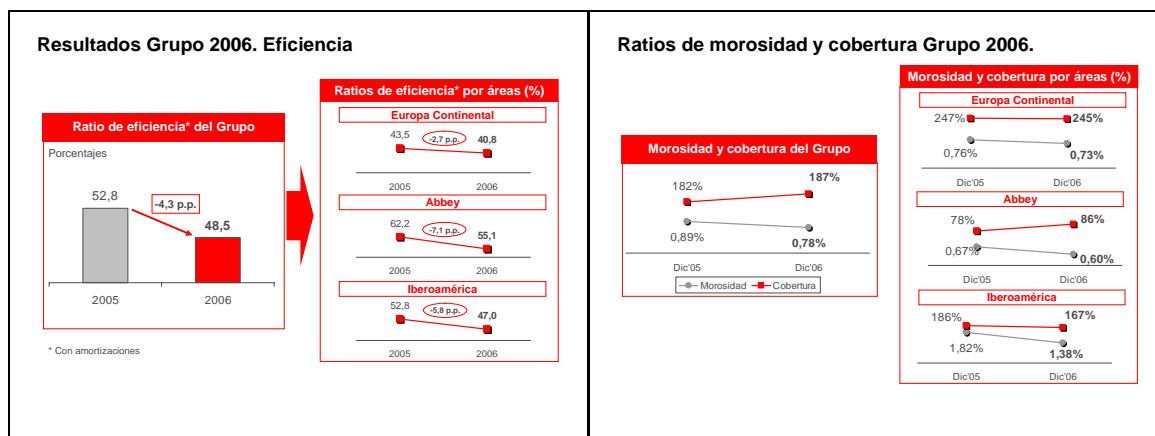 Resultados Grupo 2006. Eficiencia
Ratio de eficiencia* del Grupo
Porcentajes
52,8
-4,3 p.p.
48,5
2005 2006
* Con amortizaciones
Ratios de eficiencia* por áreas (%)
Europa Continental
43,5 -2,7 p.p. 40,8
2005 2006
Abbey
62,2 -7,1 p.p. 55,1
2005 2006
Iberoamérica
52,8 -5,8 p.p. 47,0
2005 2006
Ratios de morosidad y cobertura Grupo 2006.
Morosidad y cobertura del Grupo
182% 187%
0,89% 0,78%
Dic'05 Dic'06
Morosidad Cobertura
Morosidad y cobertura por áreas (%)
Europa Continental
247% 245%
0,76% 0,73%
Dic'05 Dic'06
Abbey
78% 86%
0,67% 0,60%
Dic'05 Dic'06
Iberoamérica
186% 167%
1,82% 1,38%
Dic'05 Dic'06